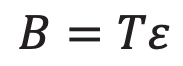 𝐵 = 𝑇𝜀